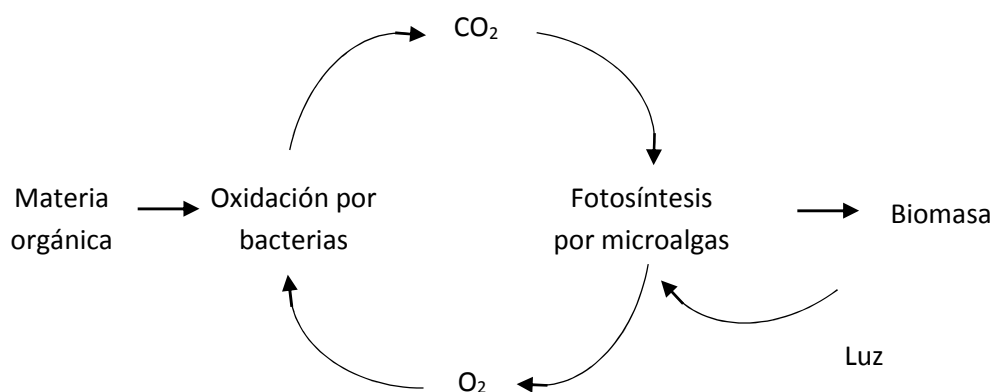 CO₂
Materia
orgánica
Oxidación por
bacterias
Fotosíntesis
por microalgas
Biomasa
Luz
O₂